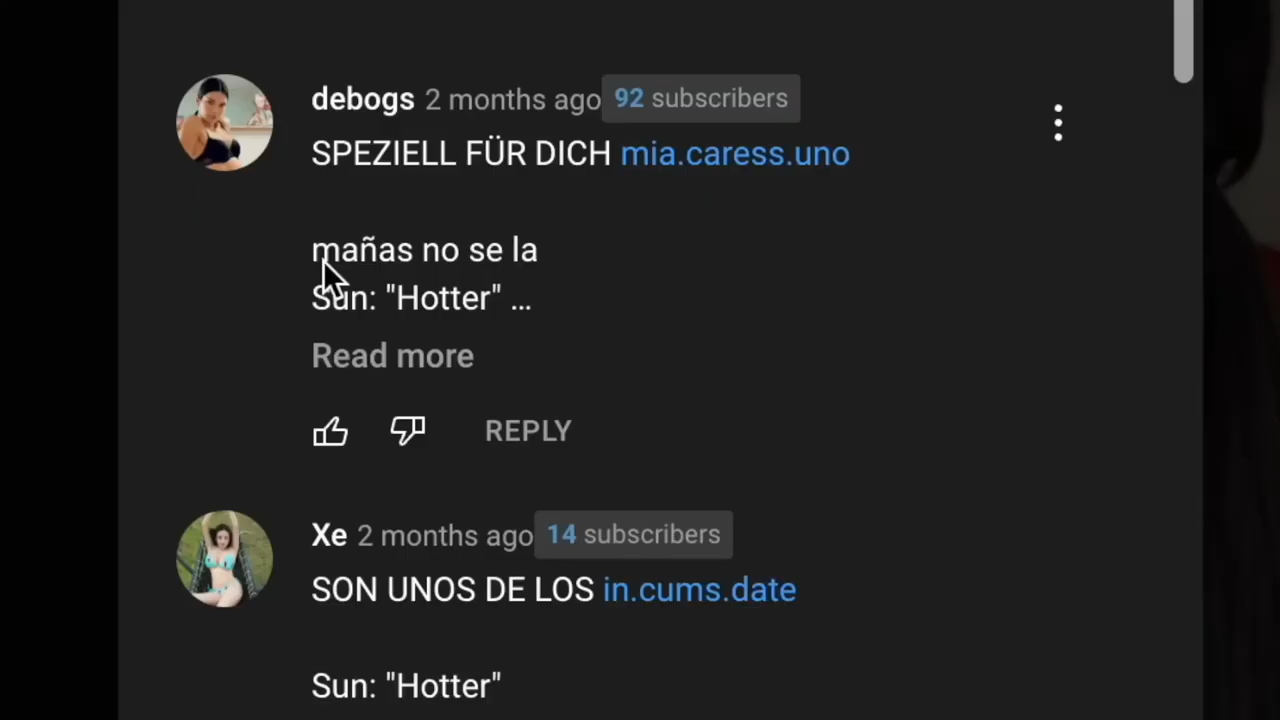 debogs 2 months ago 92 subscribers
SPEZIELL FÜR DICH mia.caress.uno
mañas no se la
Sun: "Hotter" ...
Read more
REPLY
Xe 2 months ago 14 subscribers
SON UNOS DE LOS in.cums.date
Sun: "Hotter"